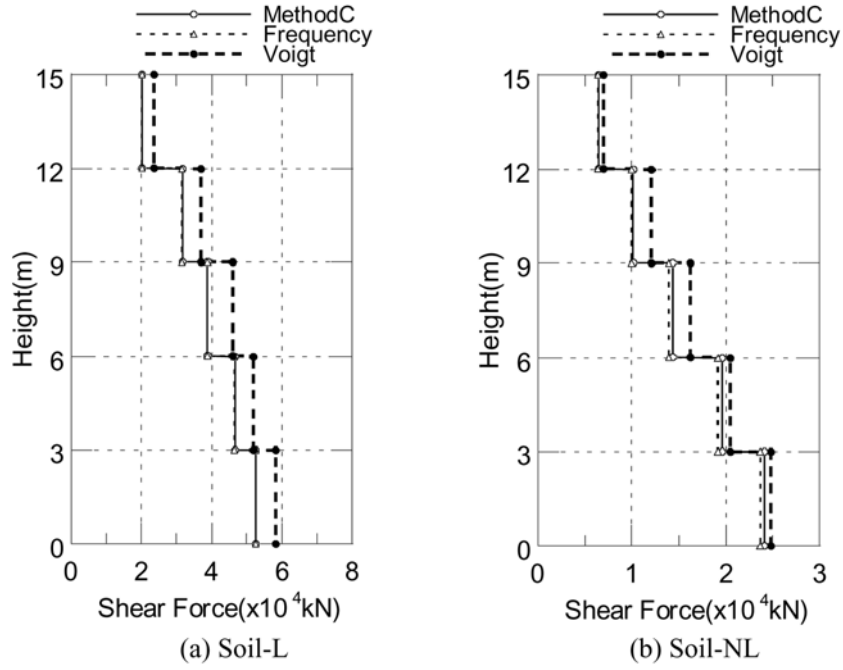 MethodC
Frequency
Voigt
15
12
9
6
3
0
Height(m)
0 2 4 6 8
Shear Force(x10⁴kN)
(a) Soil-L
MethodC
Frequency
Voigt
15
12
9
6
3
0
Height(m)
0 1 2 3
Shear Force(x10⁴kN)
(b) Soil-NL